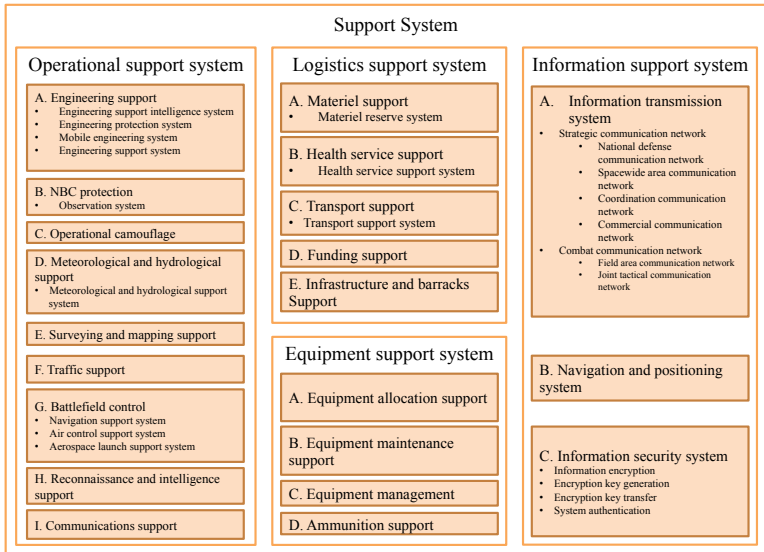 Support System
Operational support system
A. Engineering support
• Engineering support intelligence system
• Engineering protection system
• Mobile engineering system
• Engineering support system
B. NBC protection
• Observation system
C. Operational camouflage
D. Meteorological and hydrological
support
• Meteorological and hydrological support
system
E. Surveying and mapping support
F. Traffic support
G. Battlefield control
• Navigation support system
• Air control support system
• Aerospace launch support system
H. Reconnaissance and intelligence
support
I. Communications support
Logistics support system
A. Materiel support
• Materiel reserve system
B. Health service support
• Health service support system
C. Transport support
• Transport support system
D. Funding support
E. Infrastructure and barracks
Support
Equipment support system
A. Equipment allocation support
B. Equipment maintenance
support
C. Equipment management
D. Ammunition support
Information support system
A. Information transmission
system
• Strategic communication network
• National defense
communication network
• Spacewide area communication
network
• Coordination communication
network
• Commercial communication
network
• Combat communication network
• Field area communication network
• Joint tactical communication
network
B. Navigation and positioning
system
C. Information security system
• Information encryption
• Encryption key generation
• Encryption key transfer
• System authentication